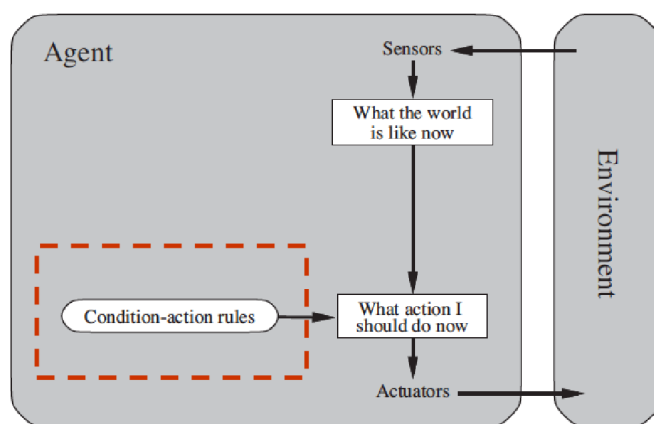 Agent
Sensors
What the world
is like now
Environment
Condition-action rules
What action I
should do now
Actuators